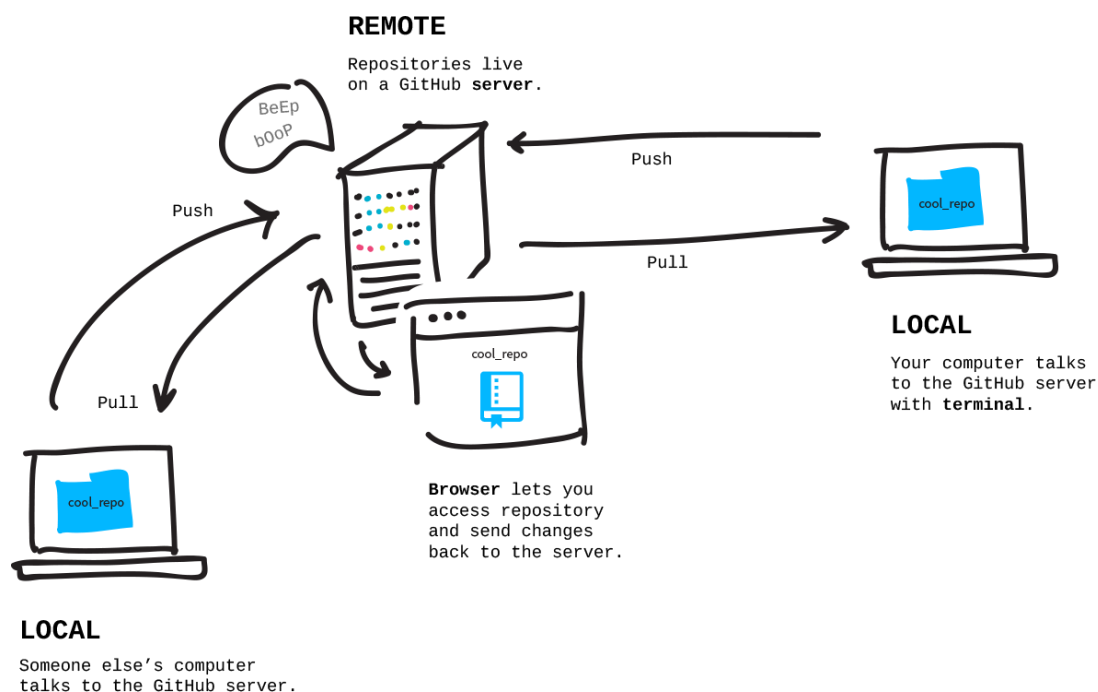 REMOTE
Repositories live
on a GitHub server.
BeEp
bOoP
Push
cool_repo
Push
Pull
LOCAL
Your computer talks
to the GitHub server
with terminal.
cool_repo
Pull
Browser lets you
access repository
and send changes
back to the server.
cool_repo
LOCAL
Someone else’s computer
talks to the GitHub server.